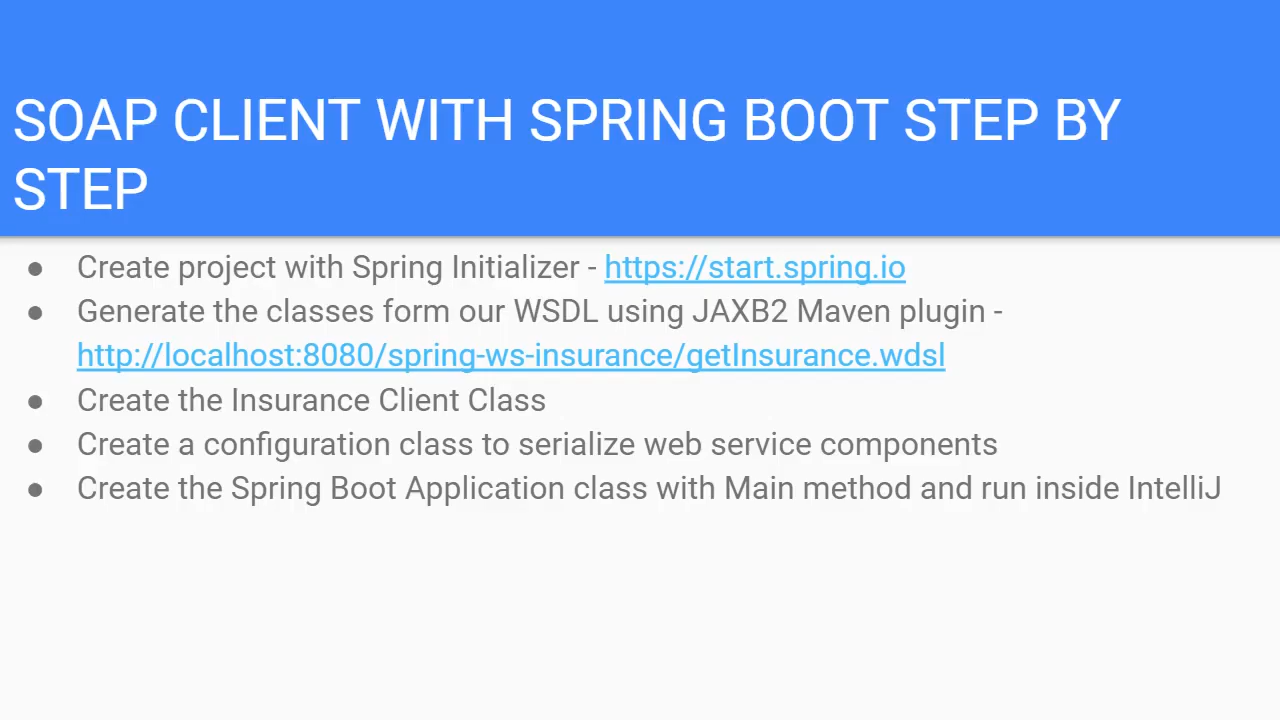 SOAP CLIENT WITH SPRING BOOT STEP BY
STEP
● Create project with Spring Initializer - https://start.spring.io
● Generate the classes form our WSDL using JAXB2 Maven plugin -
http://localhost:8080/spring-ws-insurance/getInsurance.wdsl
● Create the Insurance Client Class
● Create a configuration class to serialize web service components
● Create the Spring Boot Application class with Main method and run inside IntelliJ